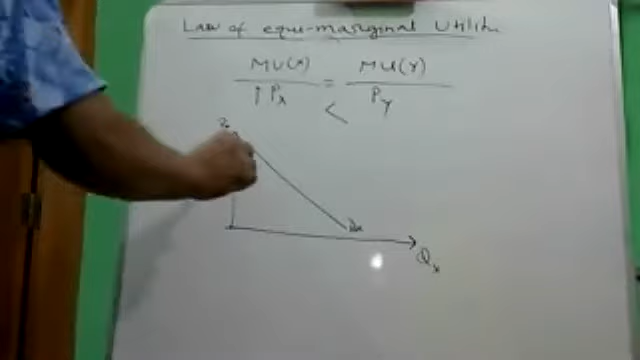 Law of equi-marginal Utility
MU(X) = MU(Y)
↑ Px < Py
Qx